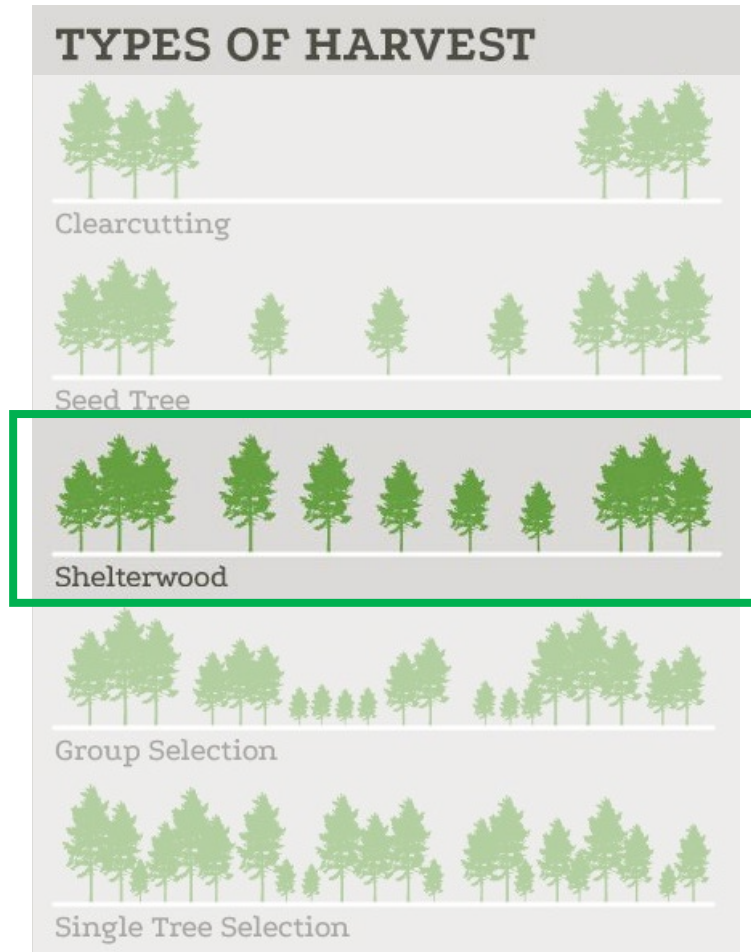 TYPES OF HARVEST
Clearcutting
Seed Tree
Shelterwood
Group Selection
Single Tree Selection